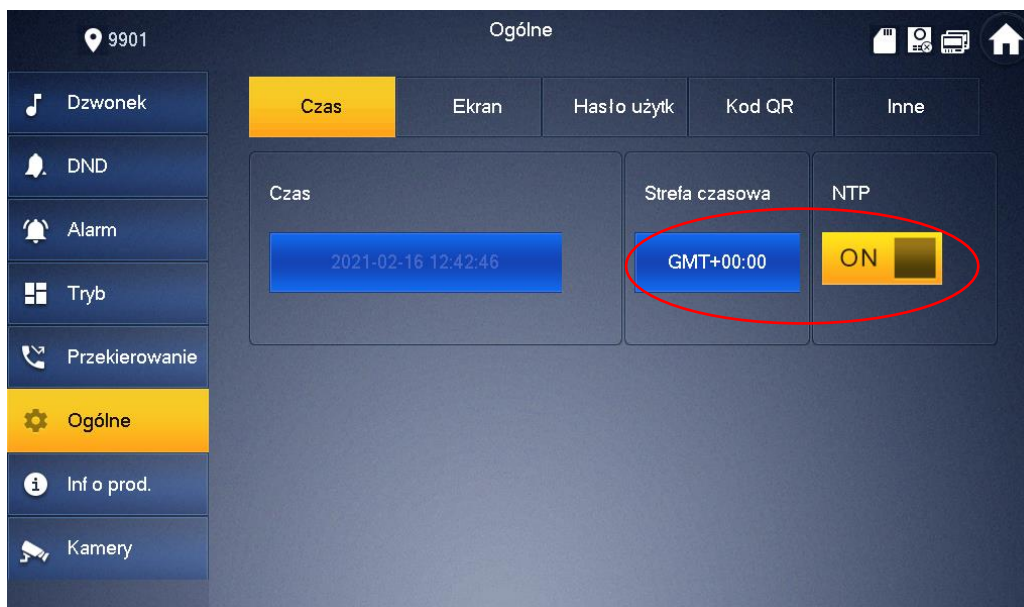 9901
Ogólne
Dzwonek
DND
Alarm
Tryb
Przekierowanie
Ogólne
Inf o prod.
Kamery
Czas
Ekran
Hasło użytk
Kod QR
Inne
Czas
Strefa czasowa
NTP
2021-02-16 12:42:46
GMT+00:00
ON